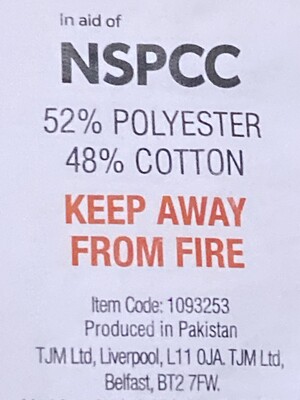 in aid of
NSPCC
52% POLYESTER
48% COTTON
KEEP AWAY
FROM FIRE
Item Code: 1093253
Produced in Pakistan
TJM Ltd, Liverpool, L11 0JA. TJM Ltd,
Belfast, BT2 7FW.